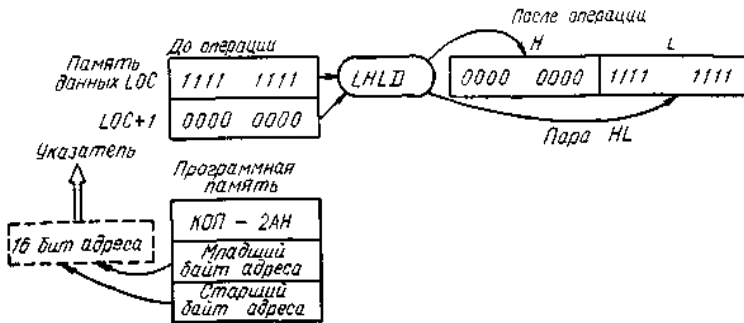 После операции
До операции
H L
Память
данных LOC
1111 1111
LHLD
0000 0000
1111 1111
LOC+1
0000 0000
Пара HL
Указатель
Программная
память
КОП – 2AH
16 бит адреса
Младший
байт адреса
Старший
байт адреса